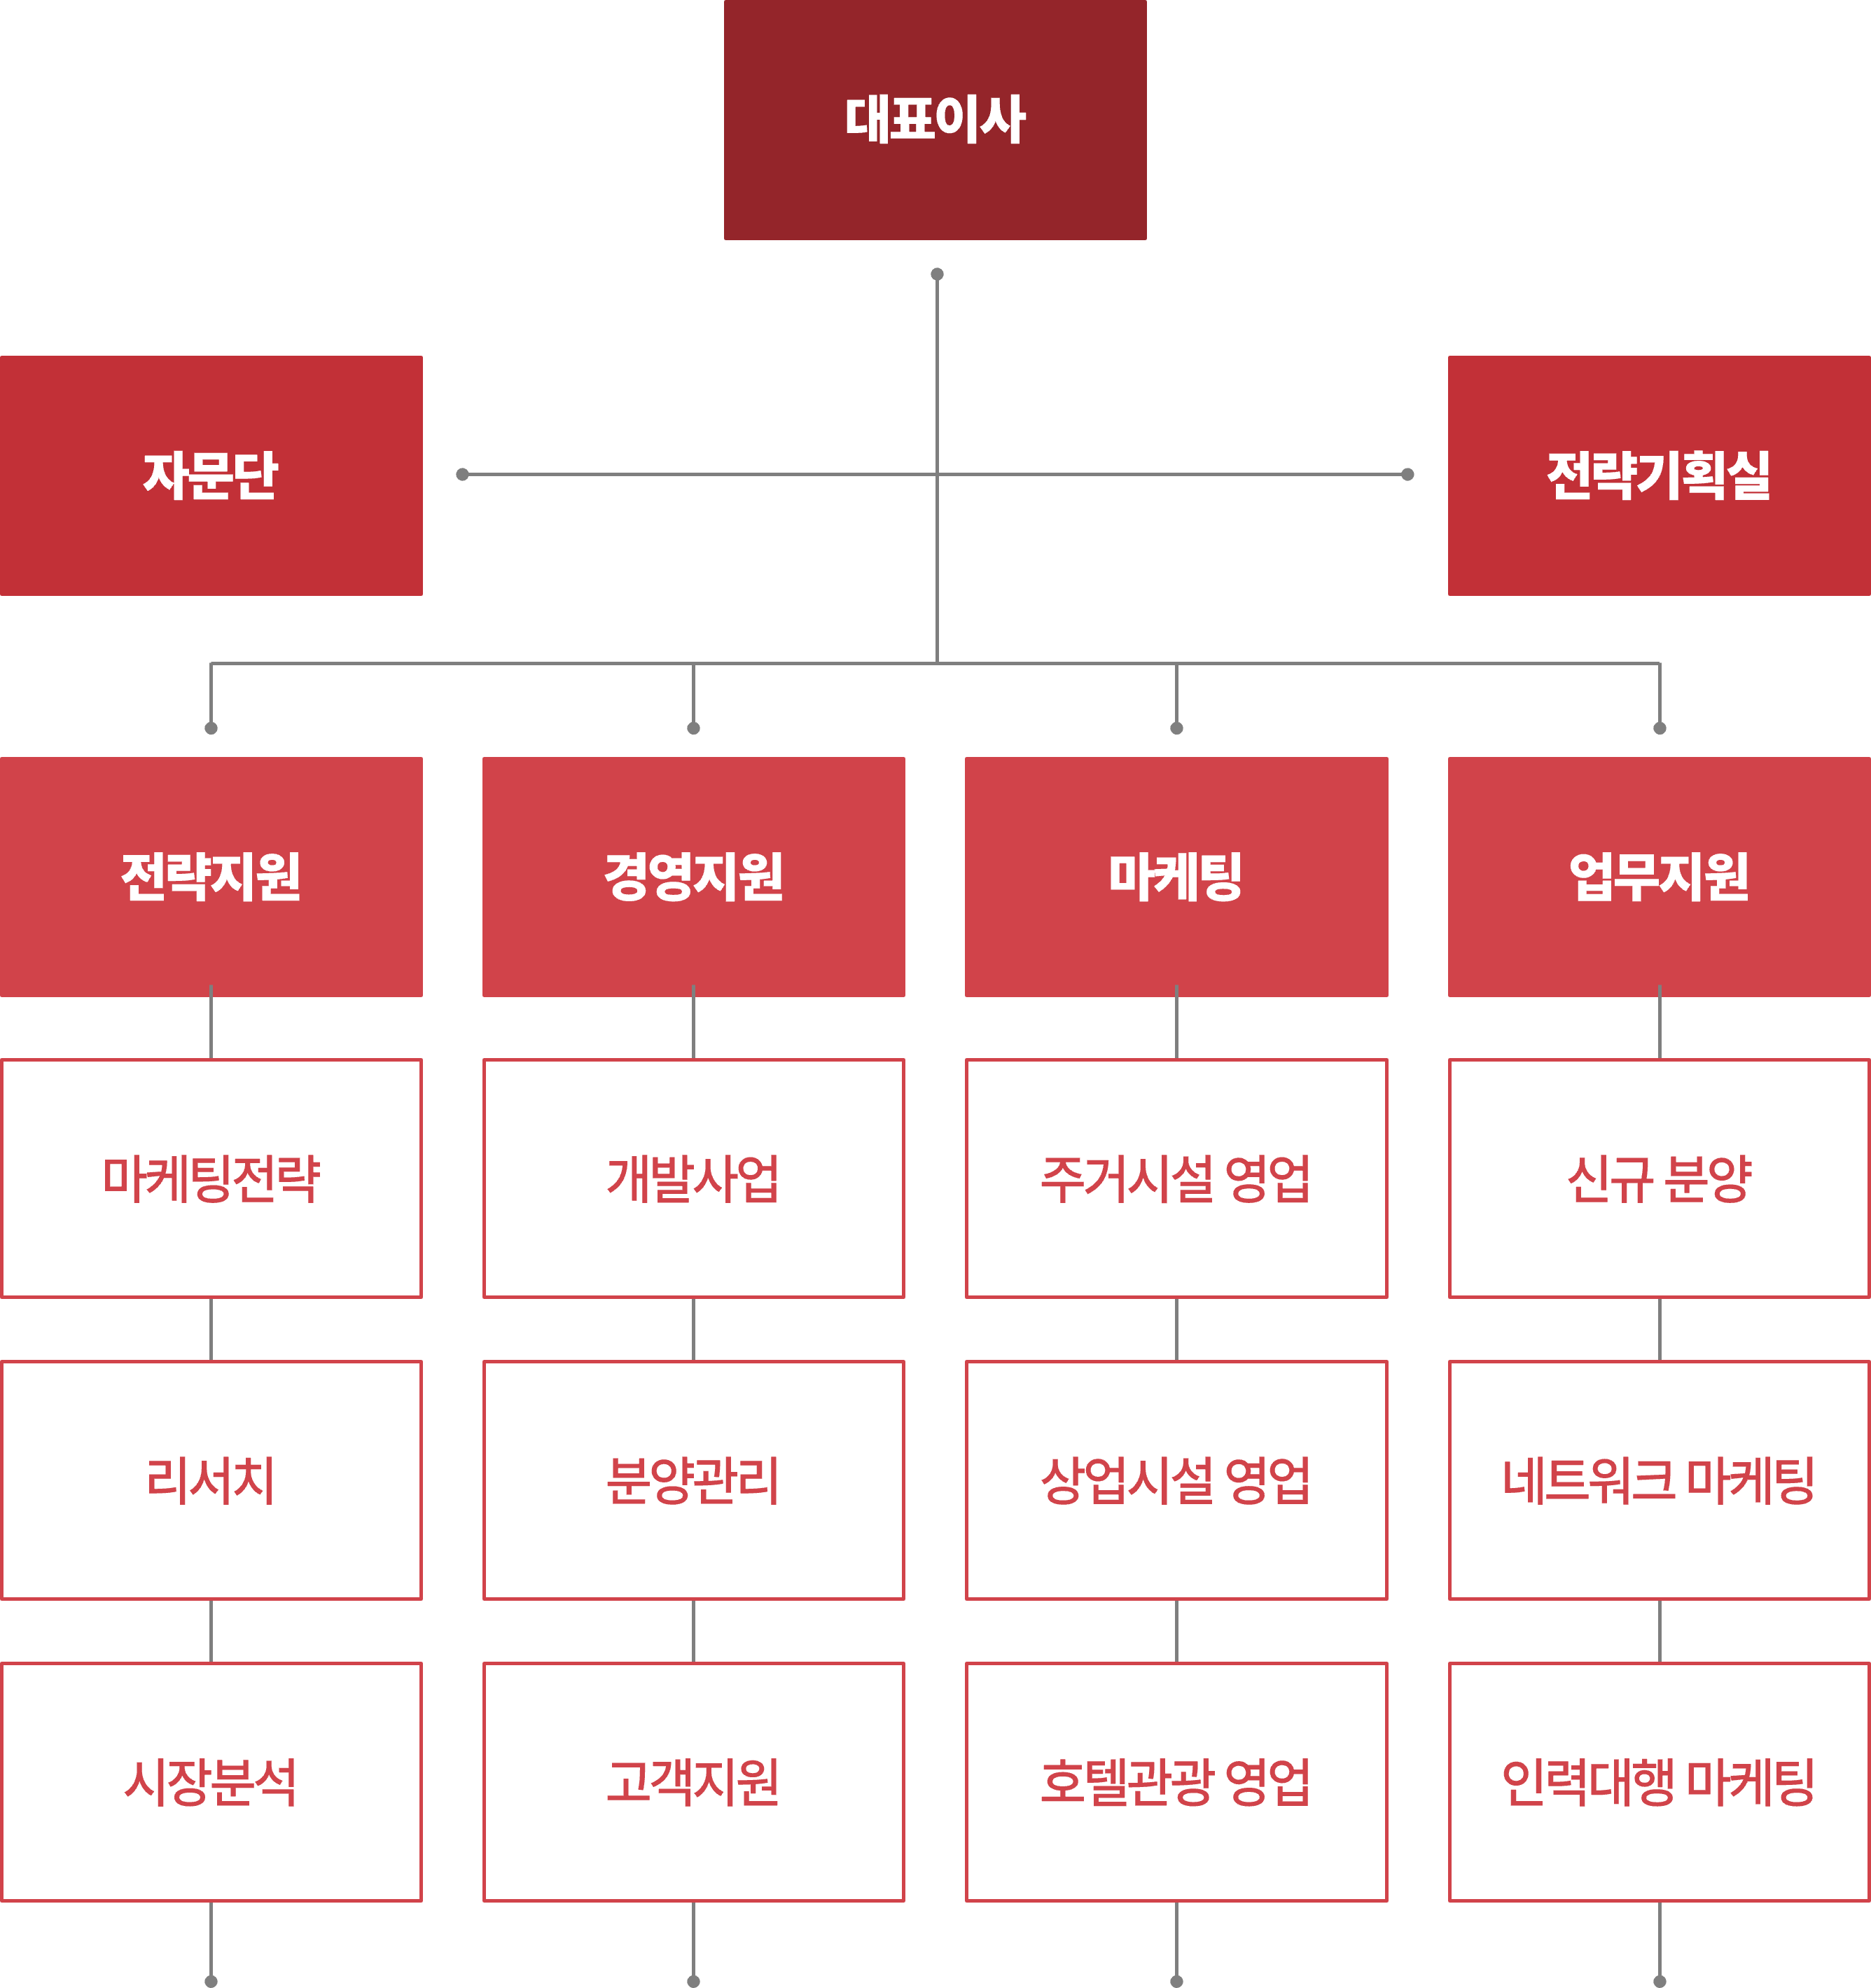 대표이사
자문단
전략기획실
전략지원
경영지원
마케팅
업무지원
마케팅전략
개발사업
주거시설 영업
신규 분양
리서치
분양관리
상업시설 영업
네트워크 마케팅
시장분석
고객지원
호텔관광 영업
인력대행 마케팅